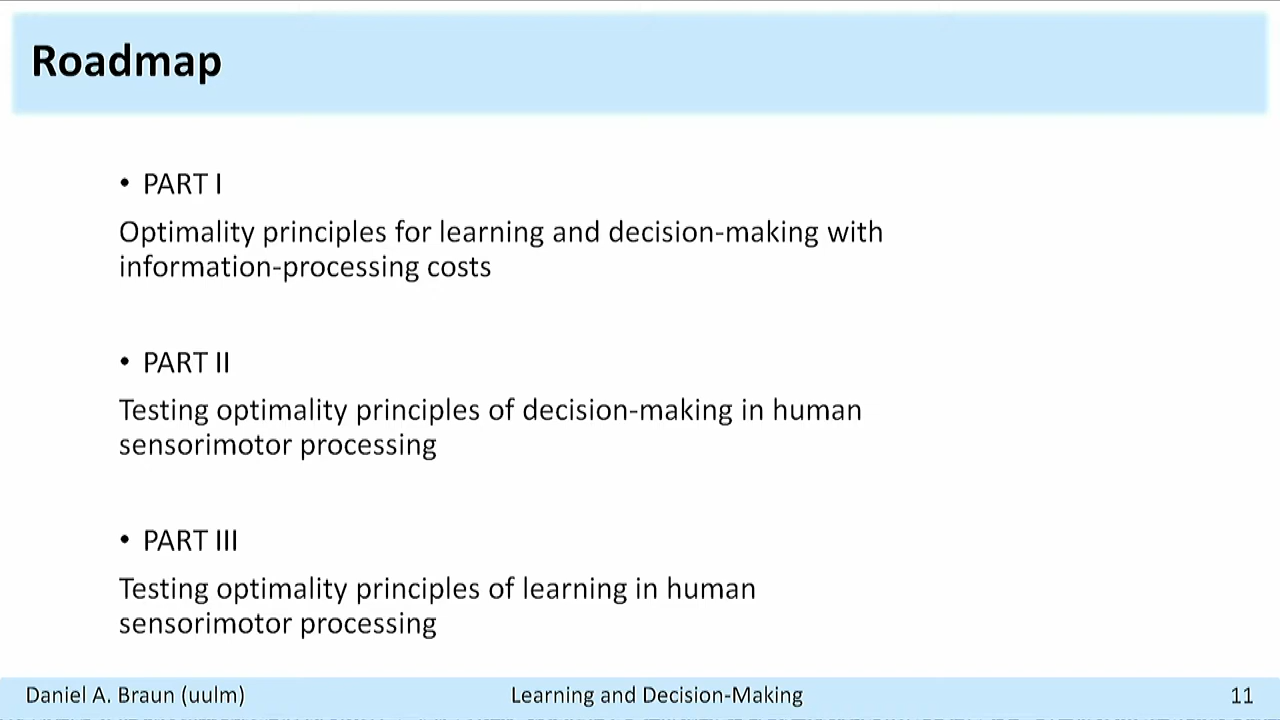 Roadmap
• PART I
Optimality principles for learning and decision-making with
information-processing costs
• PART II
Testing optimality principles of decision-making in human
sensorimotor processing
• PART III
Testing optimality principles of learning in human
sensorimotor processing
Daniel A. Braun (uulm) Learning and Decision-Making 11